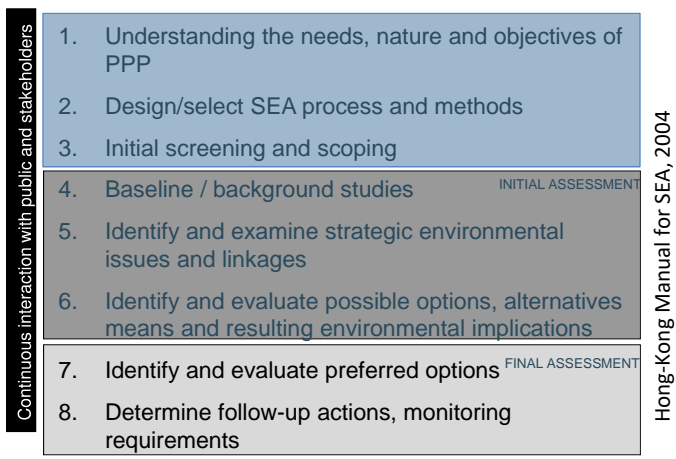 Continuous interaction with public and stakeholders
1. Understanding the needs, nature and objectives of
PPP
2. Design/select SEA process and methods
3. Initial screening and scoping
4. Baseline / background studies INITIAL ASSESSMENT
5. Identify and examine strategic environmental
issues and linkages
6. Identify and evaluate possible options, alternatives
means and resulting environmental implications
7. Identify and evaluate preferred options FINAL ASSESSMENT
8. Determine follow-up actions, monitoring
requirements
Hong-Kong Manual for SEA, 2004